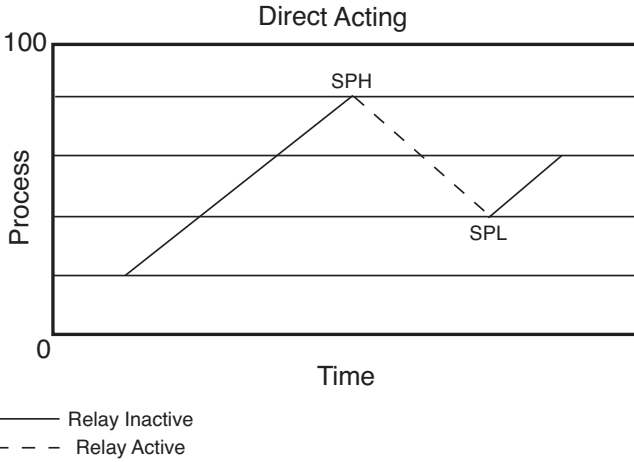 Direct Acting
100
SPH
Process
SPL
0
Time
Relay Inactive
Relay Active